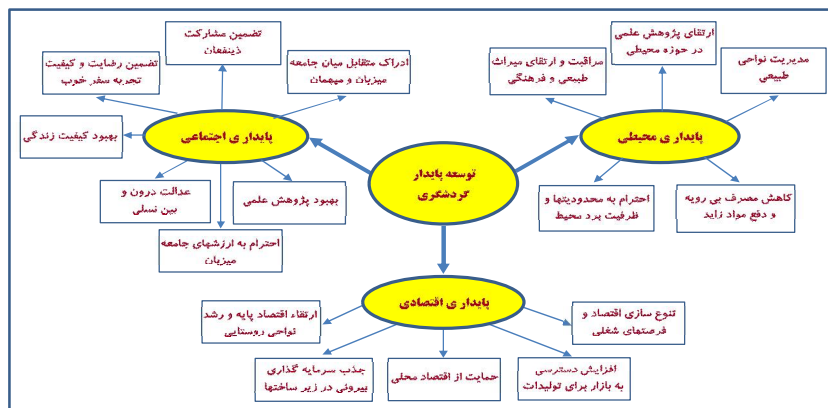 تضمین مشارکت
ذینفعان
ارتقای پژوهش علمی
در حوزه محیطی
تضمین رضایت و کیفیت
تجربه سفر خوب
ادراک متقابل میان جامعه
میزبان و میهمان
مراقبت و ارتقای میراث
طبیعی و فرهنگی
مدیریت نواحی
طبیعی
بهبود کیفیت زندگی
پایداری اجتماعی
پایداری محیطی
توسعه پایدار
گردشگری
عدالت درون و
بین نسلی
بهبود پژوهش علمی
احترام به محدودیتها و
ظرفیت برد محیط
کاهش مصرف بی رویه
و دفع مواد زاید
احترام به ارزشهای جامعه
میزبان
پایداری اقتصادی
ارتقاء اقتصاد پایه و رشد
نواحی روستایی
تنوع سازی اقتصاد و
فرصتهای شغلی
جذب سرمایه گذاری
بیرونی در زیر ساختها
حمایت از اقتصاد محلی
افزایش دسترسی
به بازار برای تولیدات